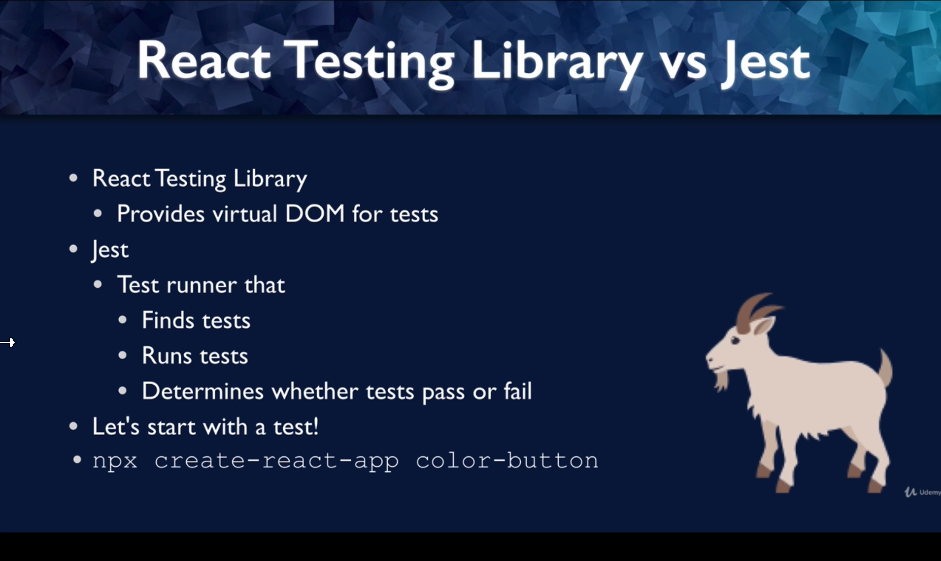 React Testing Library vs Jest
React Testing Library
Provides virtual DOM for tests
Jest
Test runner that
Finds tests
Runs tests
Determines whether tests pass or fail
Let's start with a test!
npx create-react-app color-button
Udemy